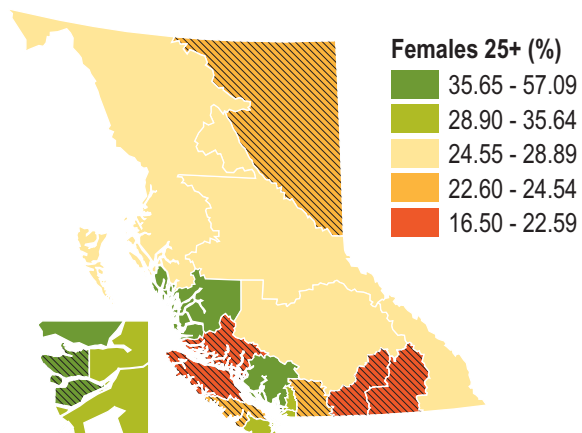 Females 25+ (%)
35.65 - 57.09
28.90 - 35.64
24.55 - 28.89
22.60 - 24.54
16.50 - 22.59